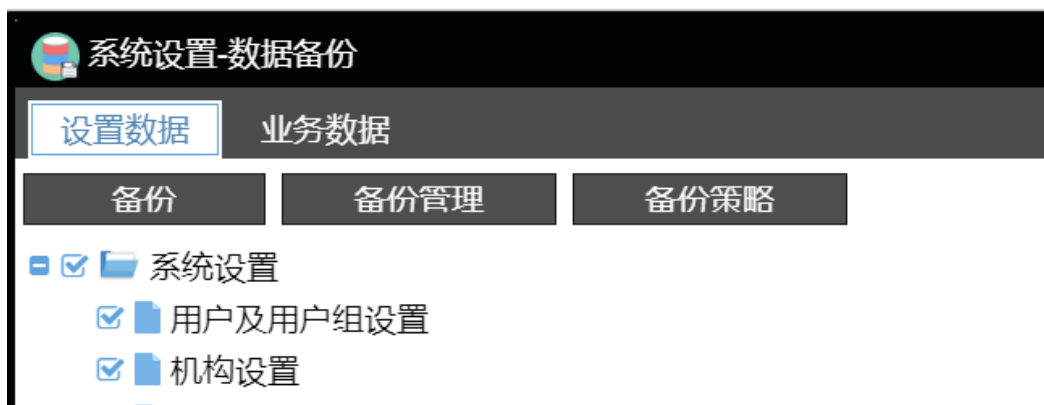 系统设置-数据备份
设置数据 业务数据
备份 备份管理 备份策略
系统设置
用户及用户组设置
机构设置